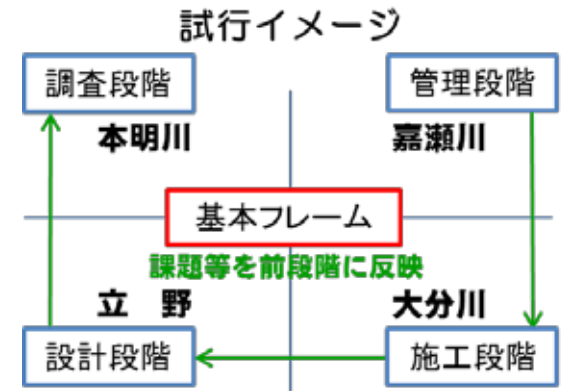 試行イメージ
調査段階
管理段階
本明川
嘉瀬川
基本フレーム
課題等を前段階に反映
立　野
大分川
設計段階
施工段階